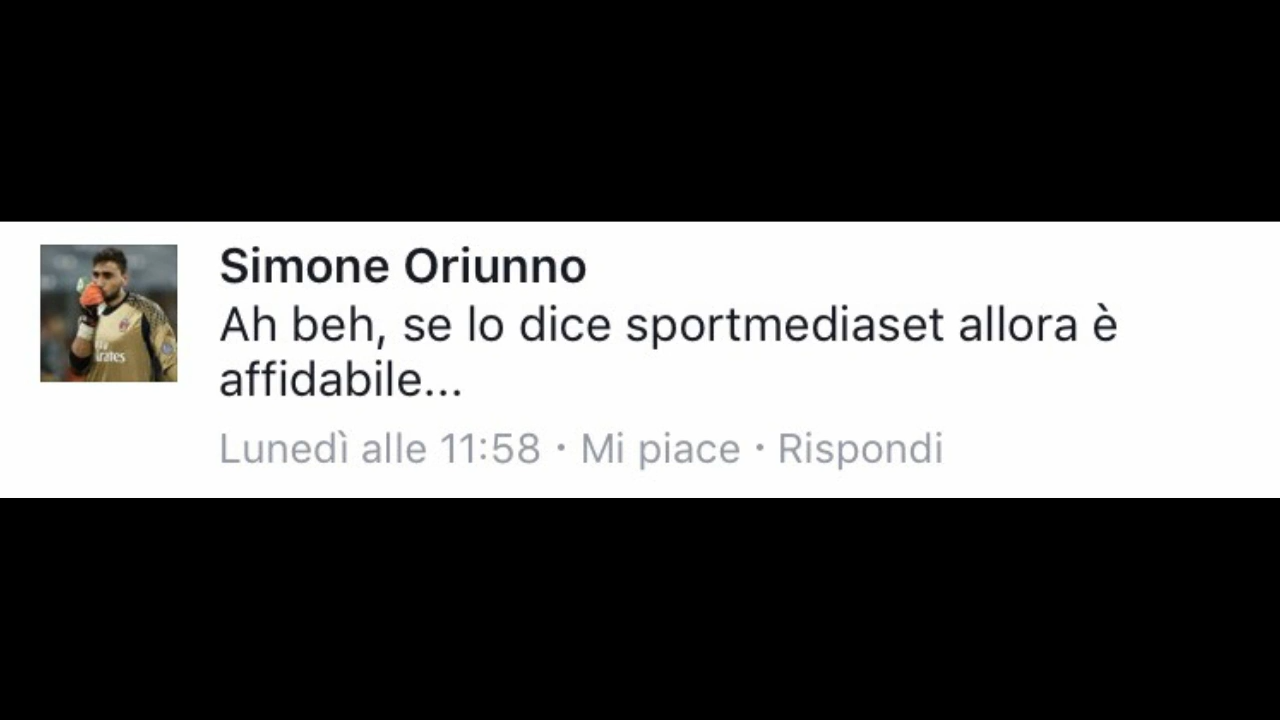 Simone Oriunno
Ah beh, se lo dice sportmediaset allora è
affidabile...
Lunedì alle 11:58 · Mi piace · Rispondi